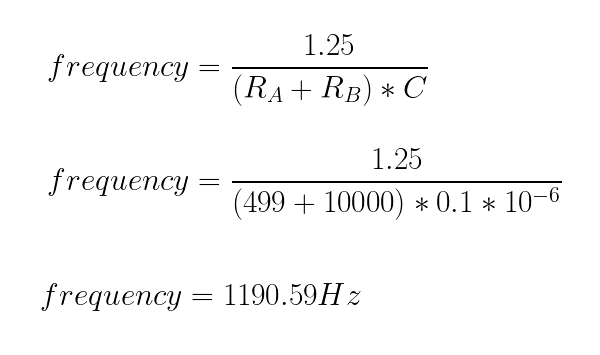 frequency = 1.25 / ((R_A + R_B) * C)
frequency = 1.25 / ((499 + 10000) * 0.1 * 10^{-6})
frequency = 1190.59Hz